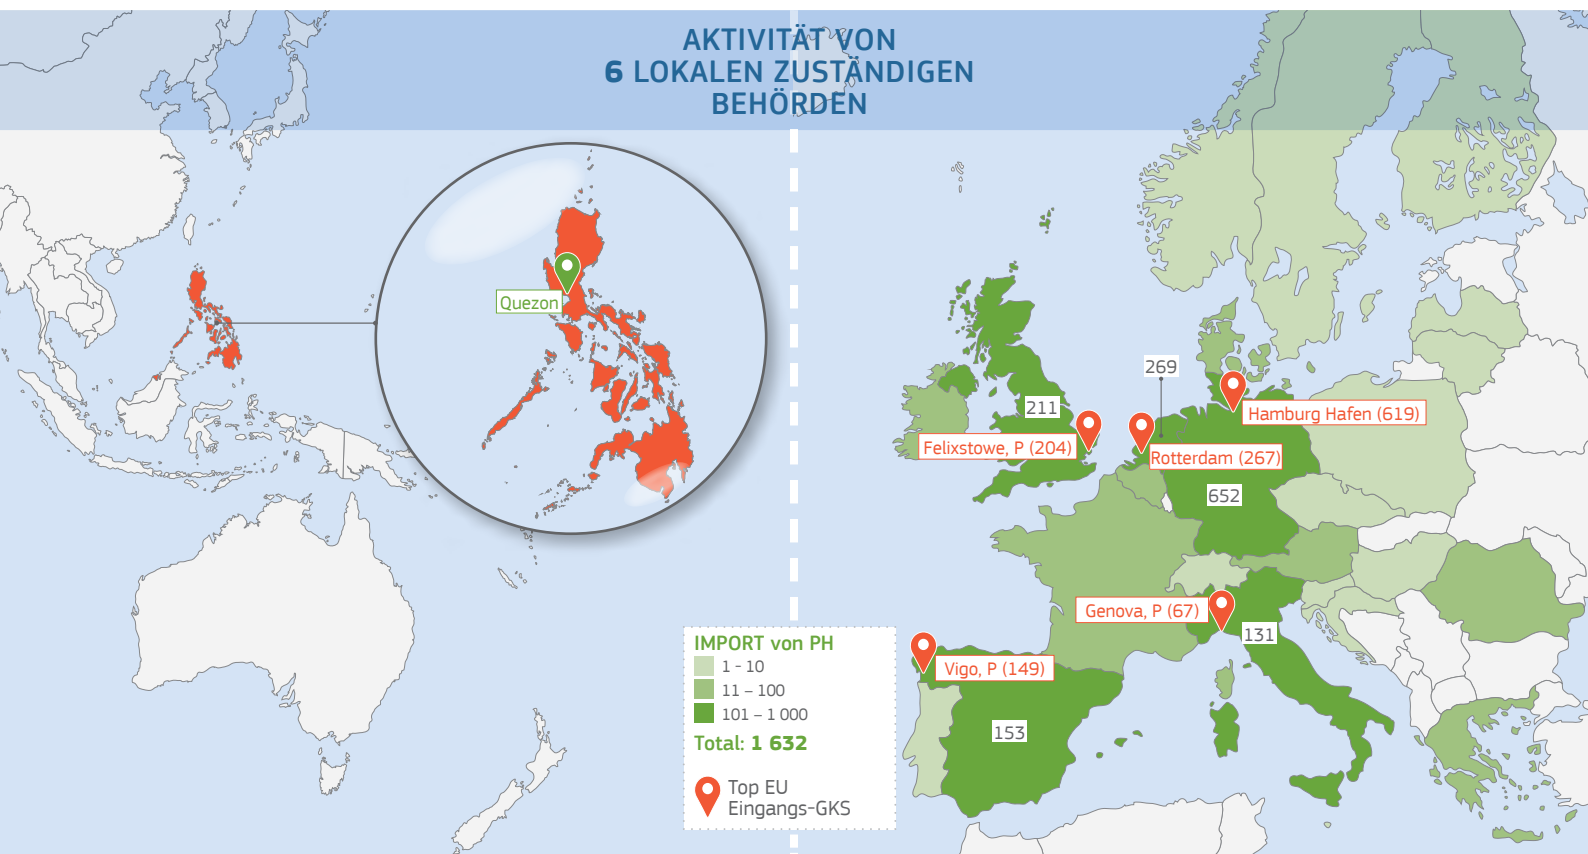 AKTIVITÄT VON
6 LOKALEN ZUSTÄNDIGEN
BEHÖRDEN
Quezon
269
211
Hamburg Hafen (619)
Felixstowe, P (204)
Rotterdam (267)
652
Genova, P (67)
131
Vigo, P (149)
153
IMPORT von PH
1 - 10
11 – 100
101 – 1 000
Total: 1 632
Top EU
Eingangs-GKS